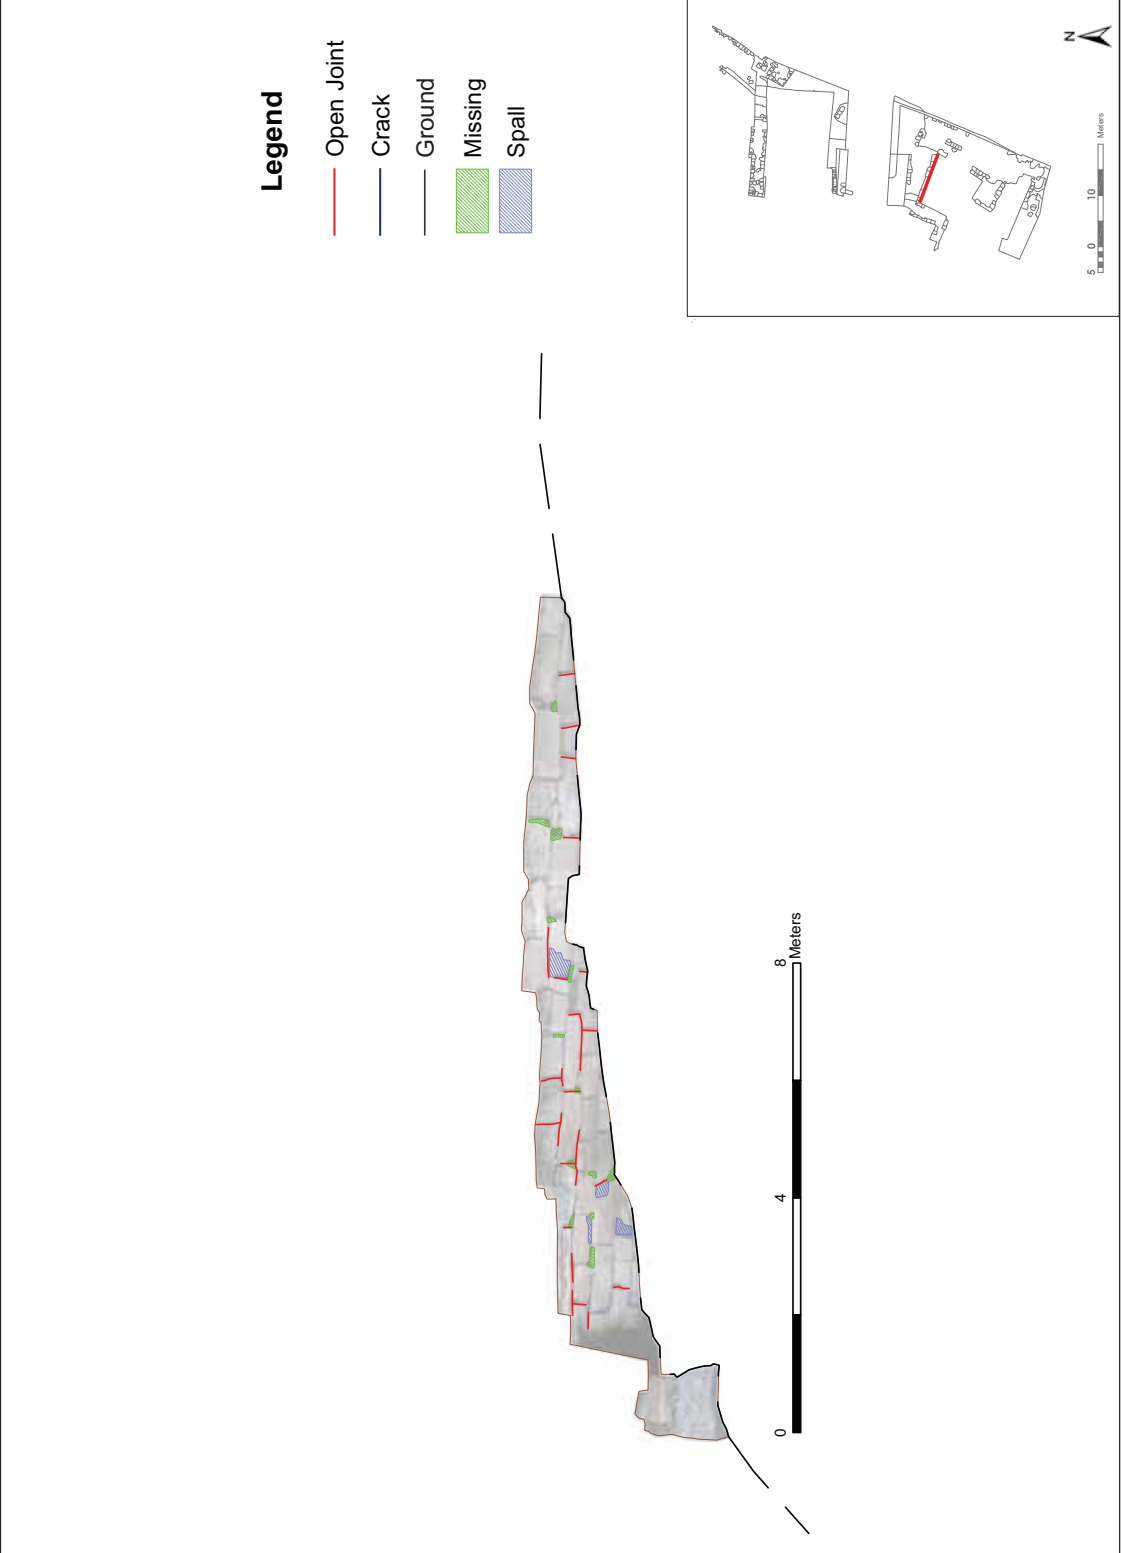 Legend
Open Joint
Crack
Ground
Missing
Spall
N
5 0 10 Meters
0 4 8 Meters